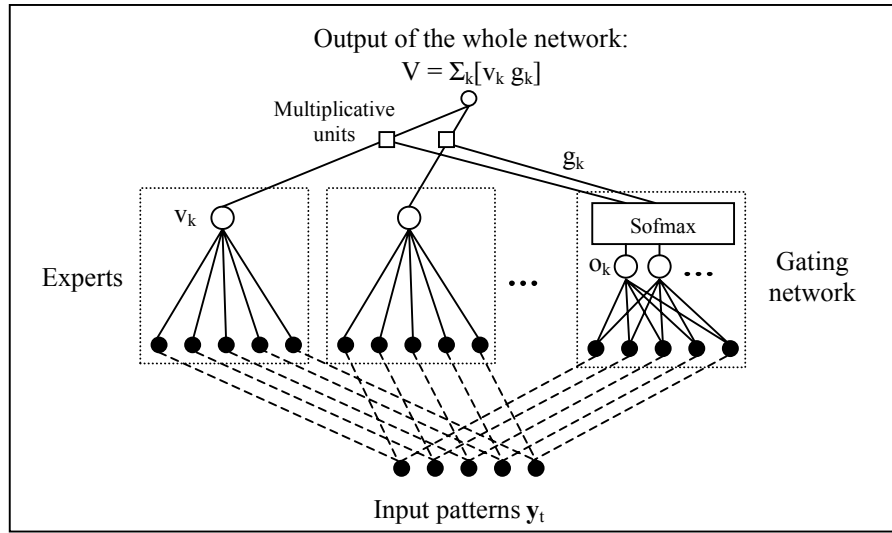 Output of the whole network:
V = Σk[vk gk]
Multiplicative
units
gk
vk
Sofmax
Experts
...
ok
...
Gating
network
Input patterns yt